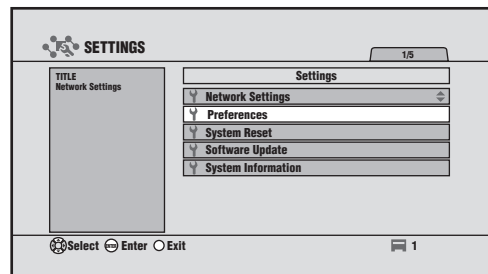 SETTINGS
1/5
TITLE
Network Settings
Settings
Network Settings
Preferences
System Reset
Software Update
System Information
Select ENTER Enter Exit
1